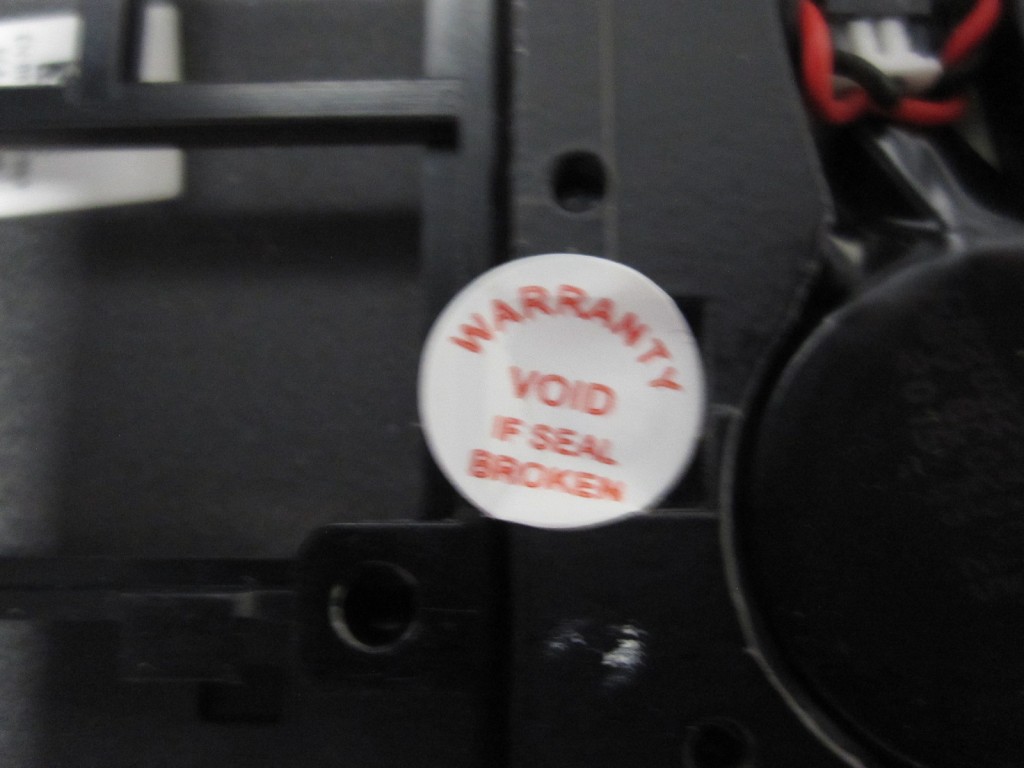 WARRANTY
VOID
IF SEAL
BROKEN